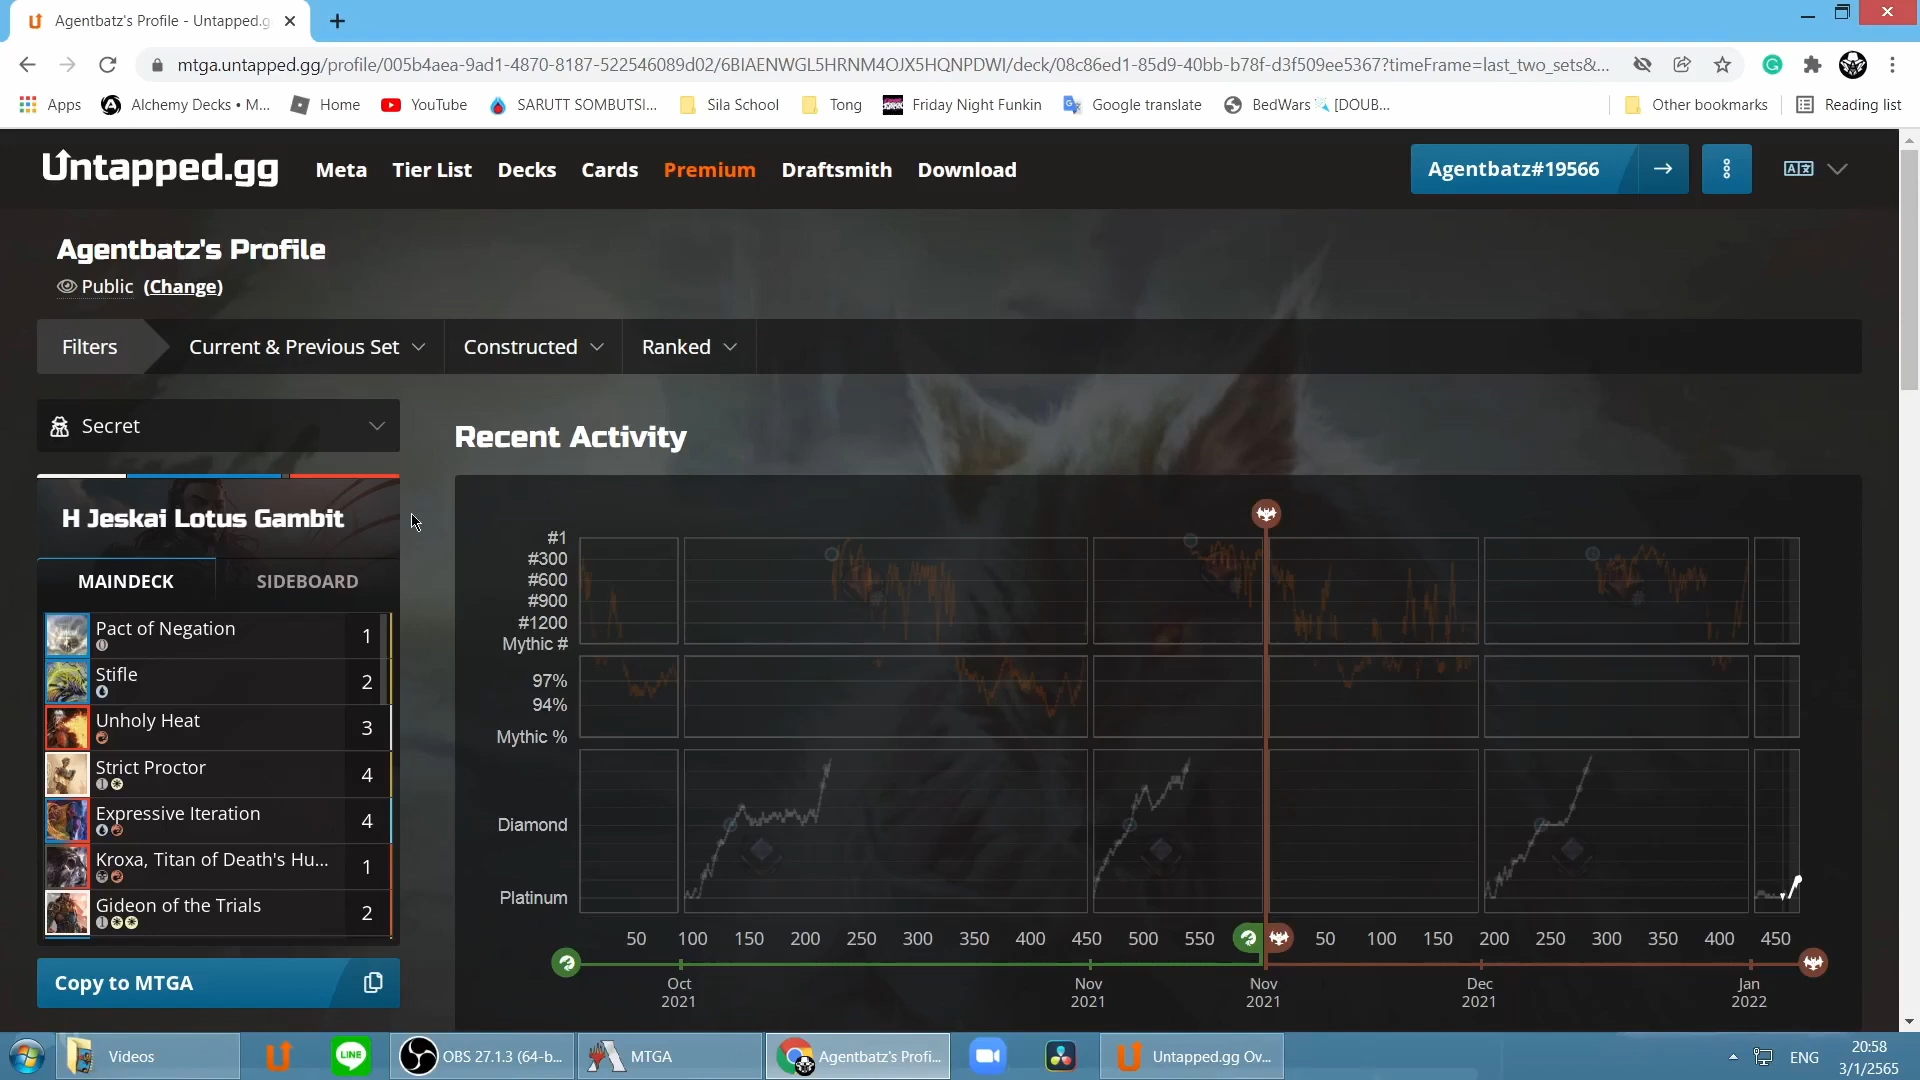 Agentbatz's Profile - Untapped.g
mtga.untapped.gg/profile/005b4aea-9ad1-4870-8187-522546089d02/6BIAENWGL5HRNM4OJX5HQNPDWI/deck/08c86ed1-85d9-40bb-b78f-d3f509ee5367?timeFrame=last_two_sets&...
Apps Alchemy Decks • M... Home YouTube SARUTT SOMBUTSI... Sila School Tong Friday Night Funkin Google translate BedWars [DOUB... Other bookmarks Reading list
Untapped.gg Meta Tier List Decks Cards Premium Draftsmith Download Agentbatz#19566
Agentbatz's Profile
Public (Change)
Filters Current & Previous Set Constructed Ranked
Secret
Recent Activity
H Jeskai Lotus Gambit
MAINDECK SIDEBOARD
Pact of Negation 1
Stifle 2
Unholy Heat 3
Strict Proctor 4
Expressive Iteration 4
Kroxa, Titan of Death's Hu... 1
Gideon of the Trials 2
Copy to MTGA
#1
#300
#600
#900
#1200
Mythic #
97%
94%
Mythic %
Diamond
Platinum
50 100 150 200 250 300 350 400 450 500 550 50 100 150 200 250 300 350 400 450
Oct 2021
Nov 2021
Nov 2021
Dec 2021
Jan 2022
Videos LINE OBS 27.1.3 (64-b... MTGA Agentbatz's Profi... Untapped.gg Ov... ENG
20:58
3/1/2565